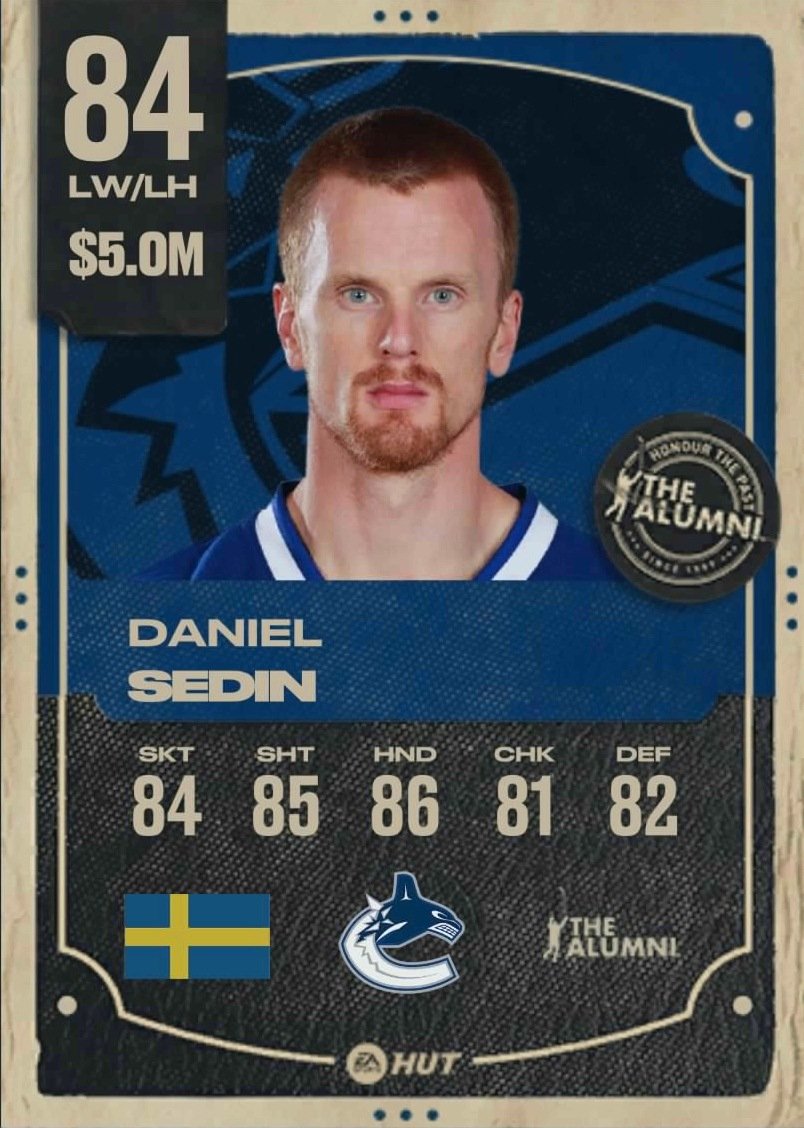 84
LW/LH
$5.0M
HONOUR THE PAST
THE
ALUMNI
DANIEL
SEDIN
SKT SHT HND CHK DEF
84 85 86 81 82
THE
ALUMNI
EA
HUT